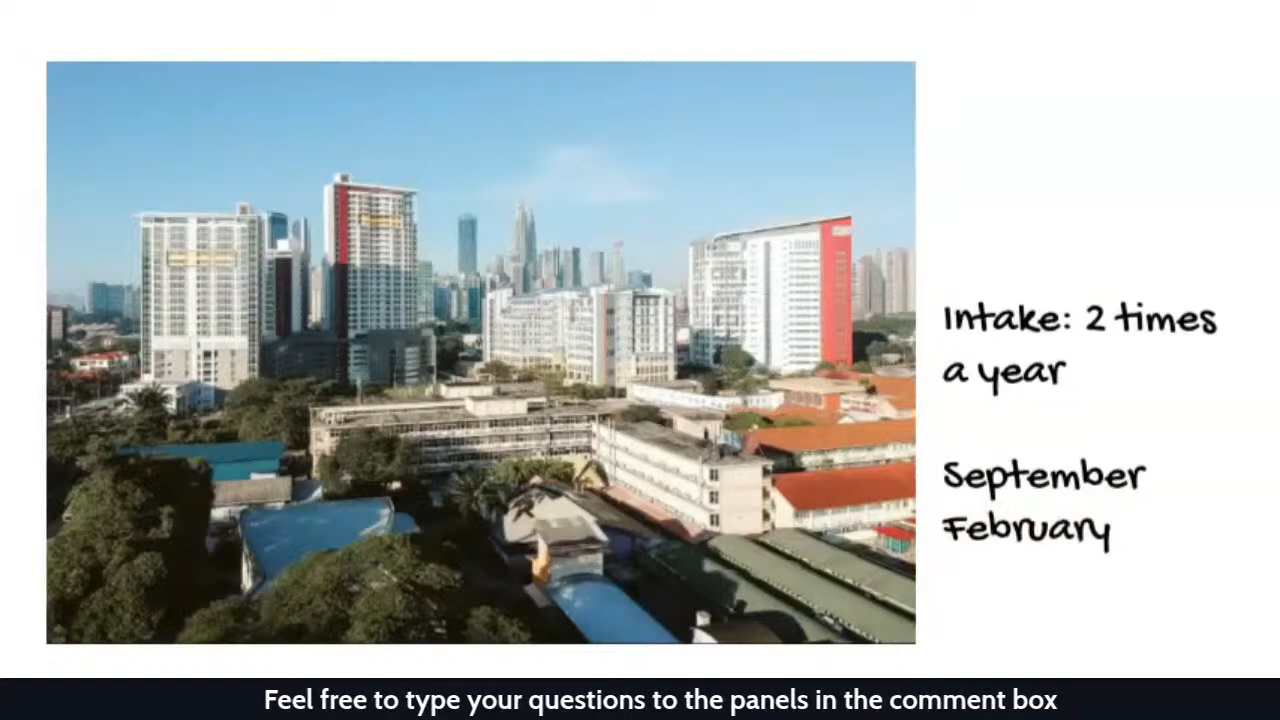 Intake: 2 times
a year
September
February
Feel free to type your questions to the panels in the comment box